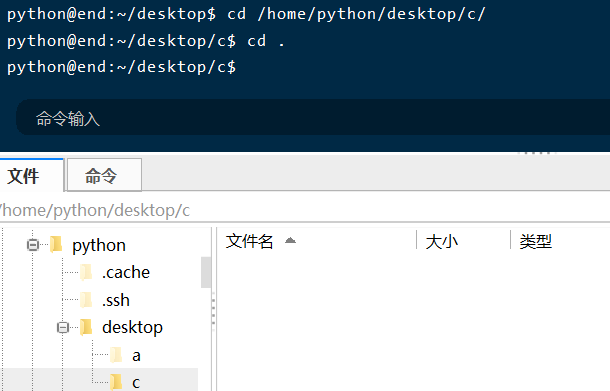 python@end:~/desktop$ cd /home/python/desktop/c/
python@end:~/desktop/c$ cd .
python@end:~/desktop/c$
命令输入
文件 命令
/home/python/desktop/c
python
文件名 大小 类型
.cache
.ssh
desktop
a
c